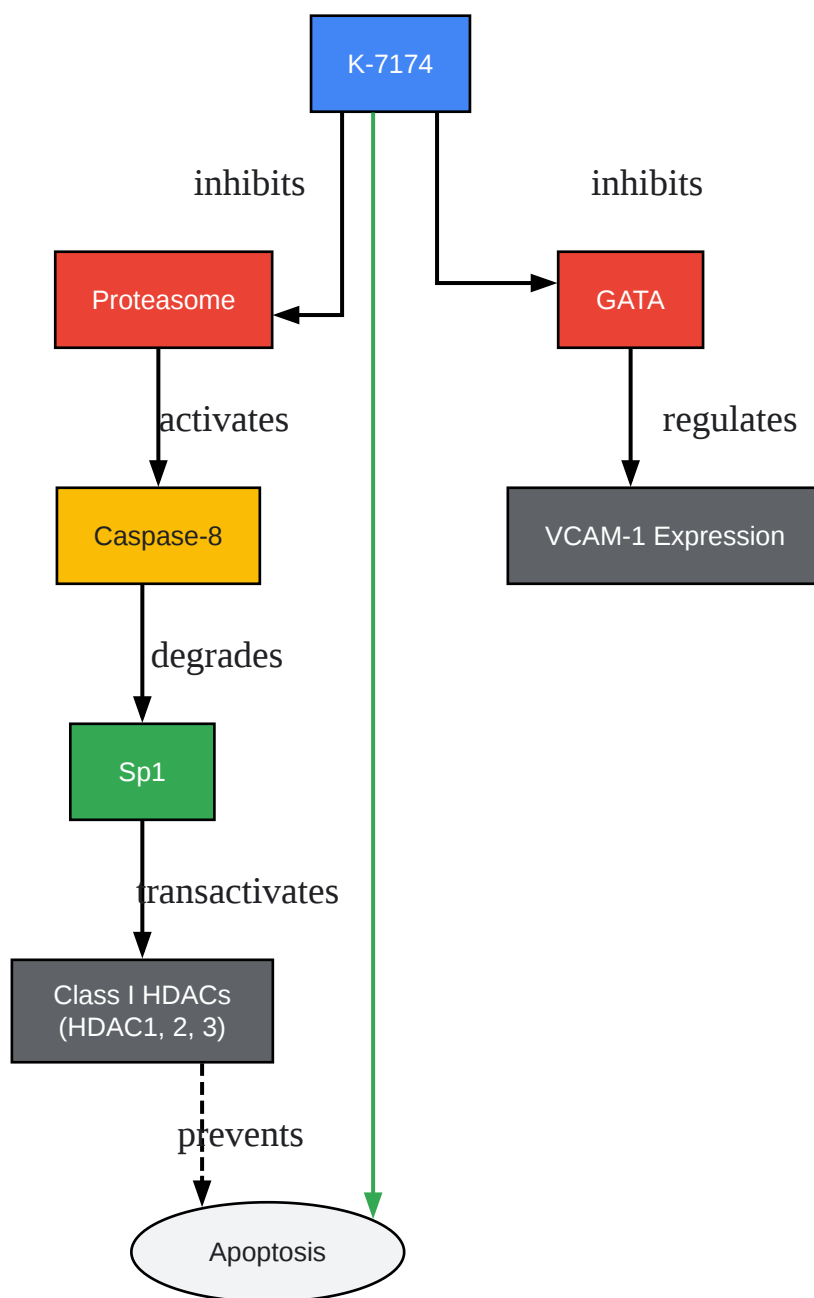 K-7174
inhibits
inhibits
Proteasome
GATA
activates
regulates
Caspase-8
VCAM-1 Expression
degrades
Sp1
transactivates
Class I HDACs
(HDAC1, 2, 3)
prevents
Apoptosis